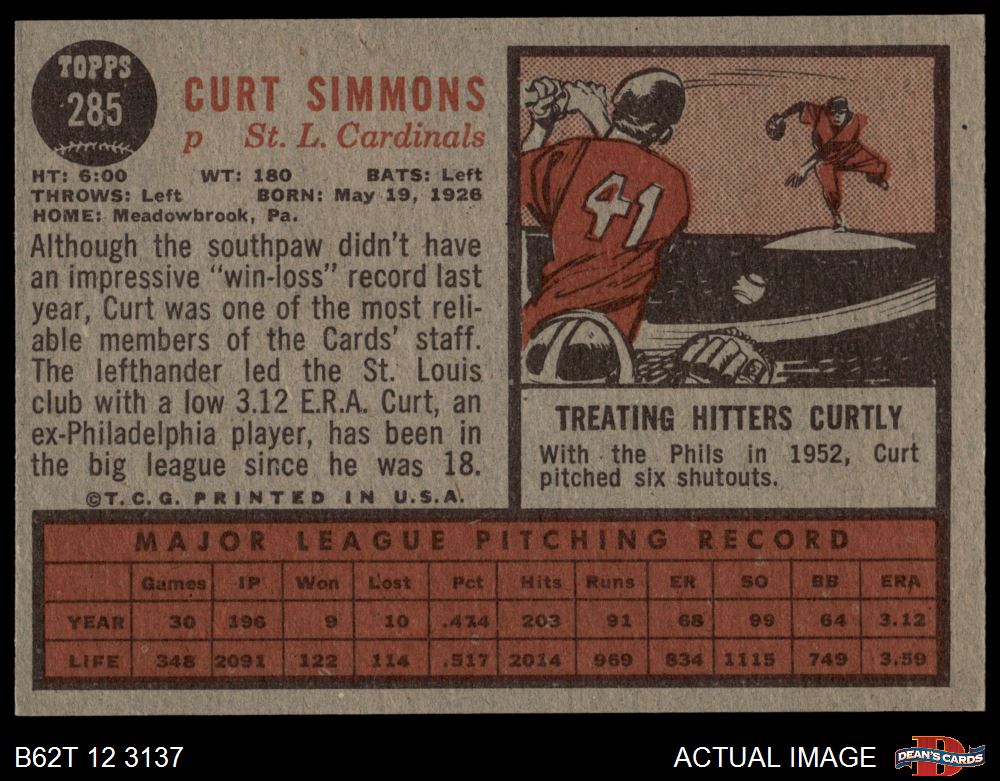 TOPPS
285
CURT SIMMONS
p St. L. Cardinals
HT: 6:00 WT: 180 BATS: Left
THROWS: Left BORN: May 19, 1926
HOME: Meadowbrook, Pa.
Although the southpaw didn't have
an impressive "win-loss" record last
year, Curt was one of the most reli-
able members of the Cards' staff.
The lefthander led the St. Louis
club with a low 3.12 E.R.A. Curt, an
ex-Philadelphia player, has been in
the big league since he was 18.
©T.C.G. PRINTED IN U.S.A.
41
TREATING HITTERS CURTLY
With the Phils in 1952, Curt
pitched six shutouts.
MAJOR LEAGUE PITCHING RECORD
Games IP Won Lost Pct Hits Runs ER SO BB ERA
YEAR 30 196 9 10 .474 203 91 68 99 64 3.12
LIFE 348 2091 122 114 .517 2014 969 834 1115 749 3.59
B62T 12 3137
ACTUAL IMAGE
D
DEAN'S CARDS